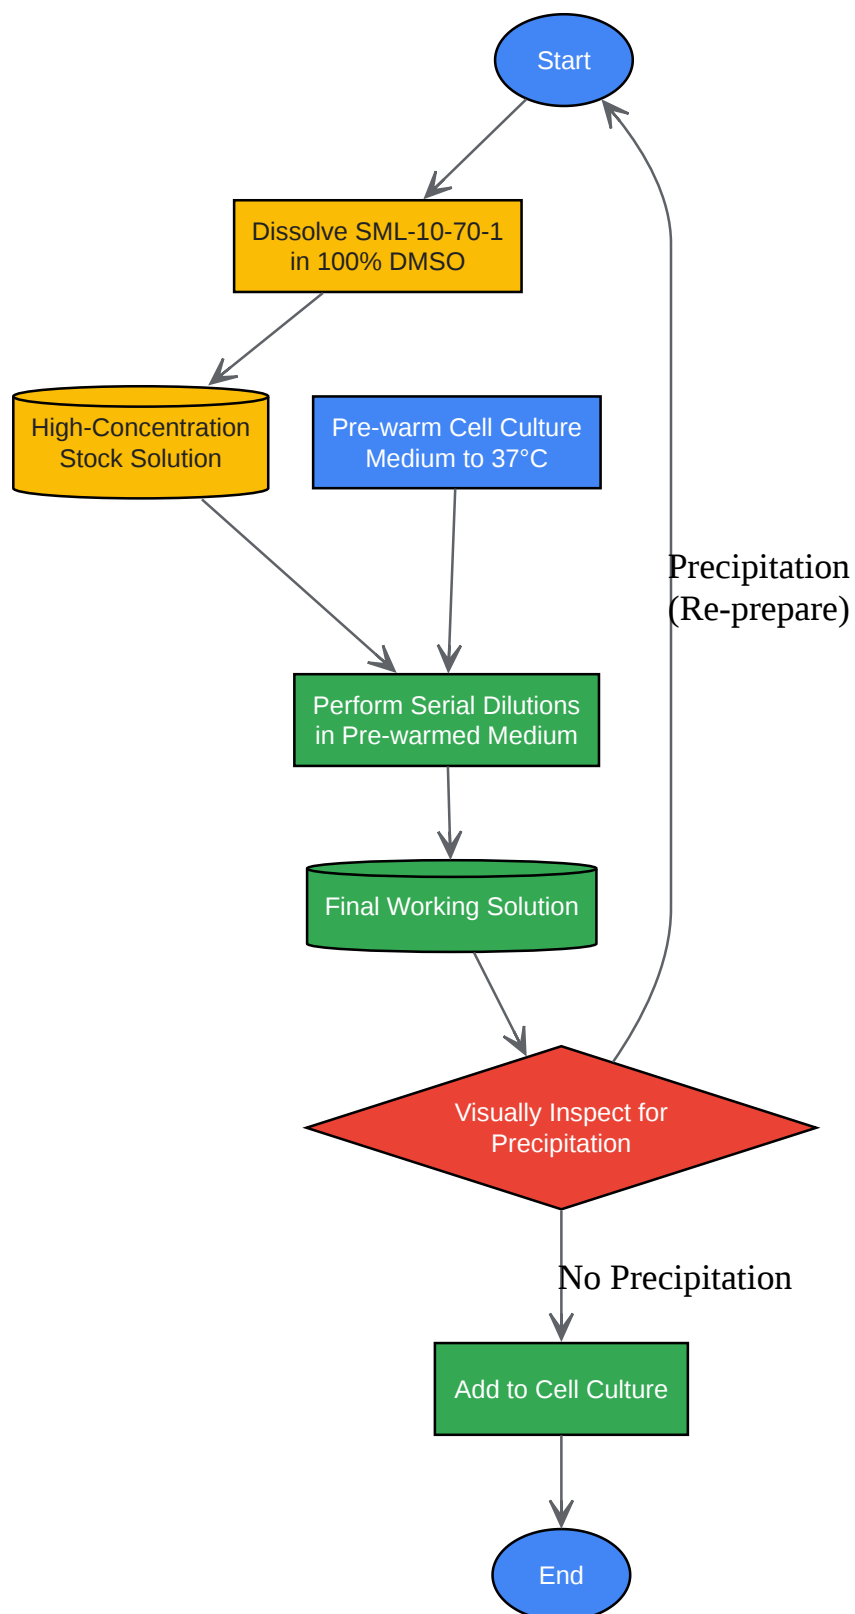 Start
Dissolve SML-10-70-1
in 100% DMSO
High-Concentration
Stock Solution
Pre-warm Cell Culture
Medium to 37°C
Precipitation
(Re-prepare)
Perform Serial Dilutions
in Pre-warmed Medium
Final Working Solution
Visually Inspect for
Precipitation
No Precipitation
Add to Cell Culture
End